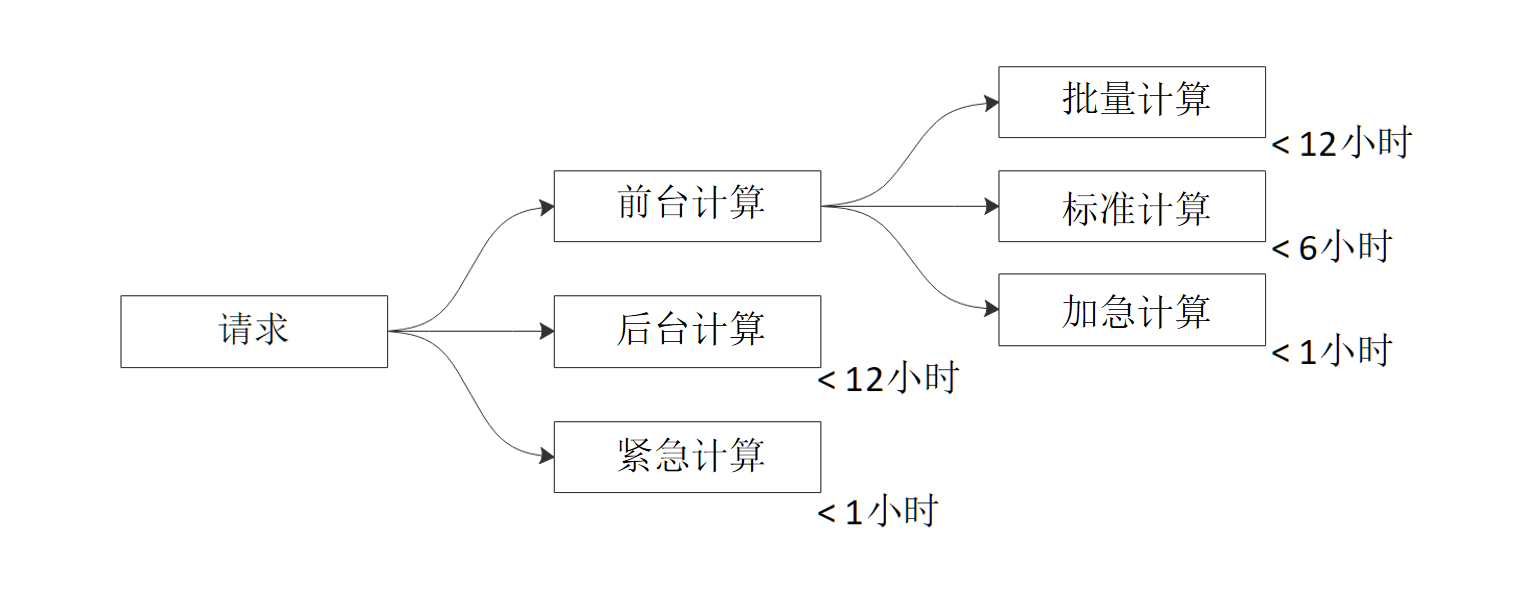 批量计算
< 12小时
前台计算
标准计算
< 6小时
加急计算
< 1小时
请求
后台计算
< 12小时
紧急计算
< 1小时